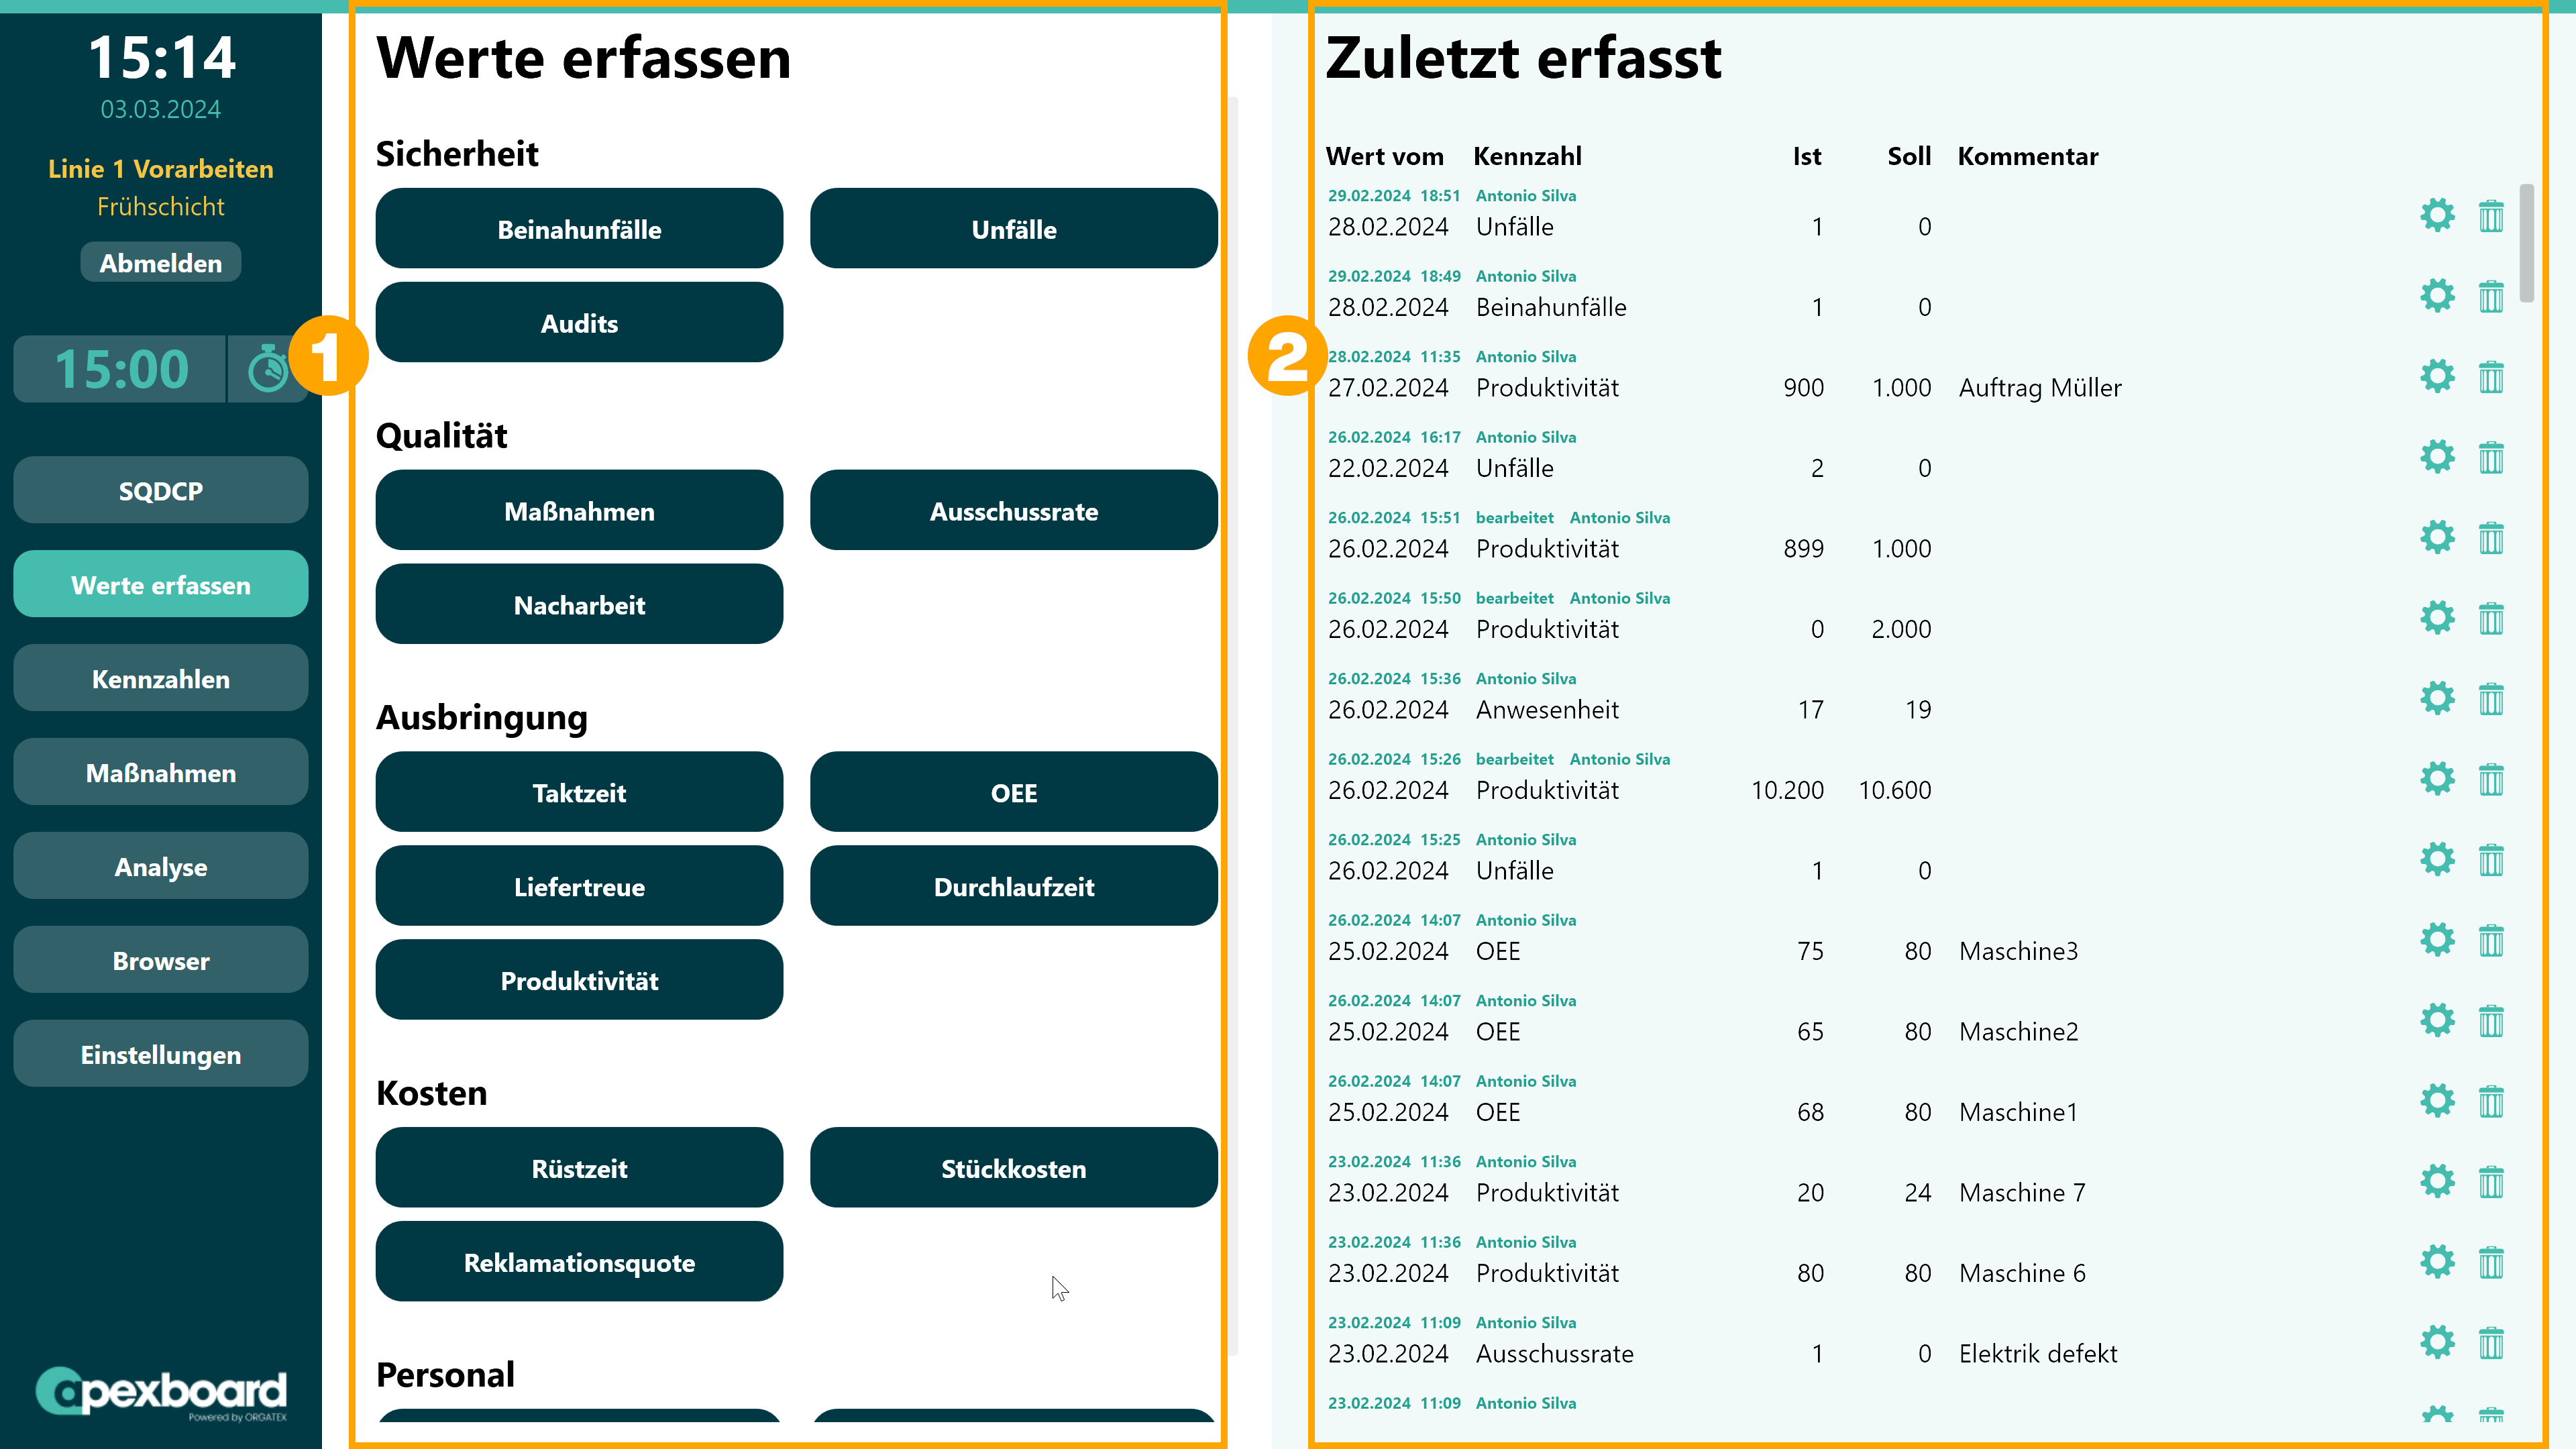 15:14
03.03.2024
Linie 1 Vorarbeiten
Frühschicht
Abmelden
15:00
SQDCP
Werte erfassen
Kennzahlen
Maßnahmen
Analyse
Browser
Einstellungen
apexboard
Powered by ORGATEX
1
Werte erfassen
Sicherheit
Beinahunfälle Unfälle
Audits
Qualität
Maßnahmen Ausschussrate
Nacharbeit
Ausbringung
Taktzeit OEE
Liefertreue Durchlaufzeit
Produktivität
Kosten
Rüstzeit Stückkosten
Reklamationsquote
Personal
2
Zuletzt erfasst
Wert vom Kennzahl Ist Soll Kommentar
29.02.2024 18:51 Antonio Silva
28.02.2024 Unfälle 1 0
29.02.2024 18:49 Antonio Silva
28.02.2024 Beinahunfälle 1 0
28.02.2024 11:35 Antonio Silva
27.02.2024 Produktivität 900 1.000 Auftrag Müller
26.02.2024 16:17 Antonio Silva
22.02.2024 Unfälle 2 0
26.02.2024 15:51 bearbeitet Antonio Silva
26.02.2024 Produktivität 899 1.000
26.02.2024 15:50 bearbeitet Antonio Silva
26.02.2024 Produktivität 0 2.000
26.02.2024 15:36 Antonio Silva
26.02.2024 Anwesenheit 17 19
26.02.2024 15:26 bearbeitet Antonio Silva
26.02.2024 Produktivität 10.200 10.600
26.02.2024 15:25 Antonio Silva
26.02.2024 Unfälle 1 0
26.02.2024 14:07 Antonio Silva
25.02.2024 OEE 75 80 Maschine3
26.02.2024 14:07 Antonio Silva
25.02.2024 OEE 65 80 Maschine2
26.02.2024 14:07 Antonio Silva
25.02.2024 OEE 68 80 Maschine1
23.02.2024 11:36 Antonio Silva
23.02.2024 Produktivität 20 24 Maschine 7
23.02.2024 11:36 Antonio Silva
23.02.2024 Produktivität 80 80 Maschine 6
23.02.2024 11:09 Antonio Silva
23.02.2024 Ausschussrate 1 0 Elektrik defekt
23.02.2024 11:09 Antonio Silva